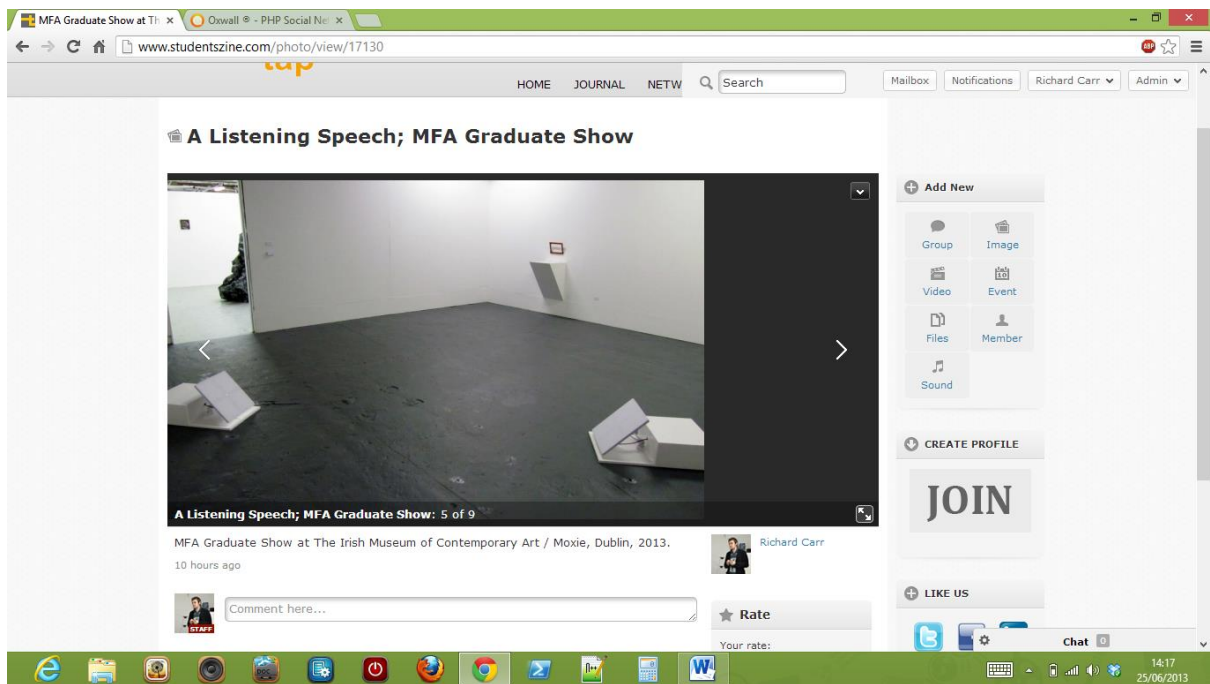 MFA Graduate Show at Th
Oxwall ® - PHP Social Net
www.studentszine.com/photo/view/17130
ABP
tap
HOME JOURNAL NETW
Search
Mailbox
Notifications
Richard Carr
Admin
A Listening Speech; MFA Graduate Show
A Listening Speech; MFA Graduate Show: 5 of 9
MFA Graduate Show at The Irish Museum of Contemporary Art / Moxie, Dublin, 2013.
10 hours ago
Richard Carr
STAFF
Comment here...
Rate
Your rate:
Add New
Group
Image
Video
Event
Files
Member
Sound
CREATE PROFILE
JOIN
LIKE US
Chat 0
14:17
25/06/2013